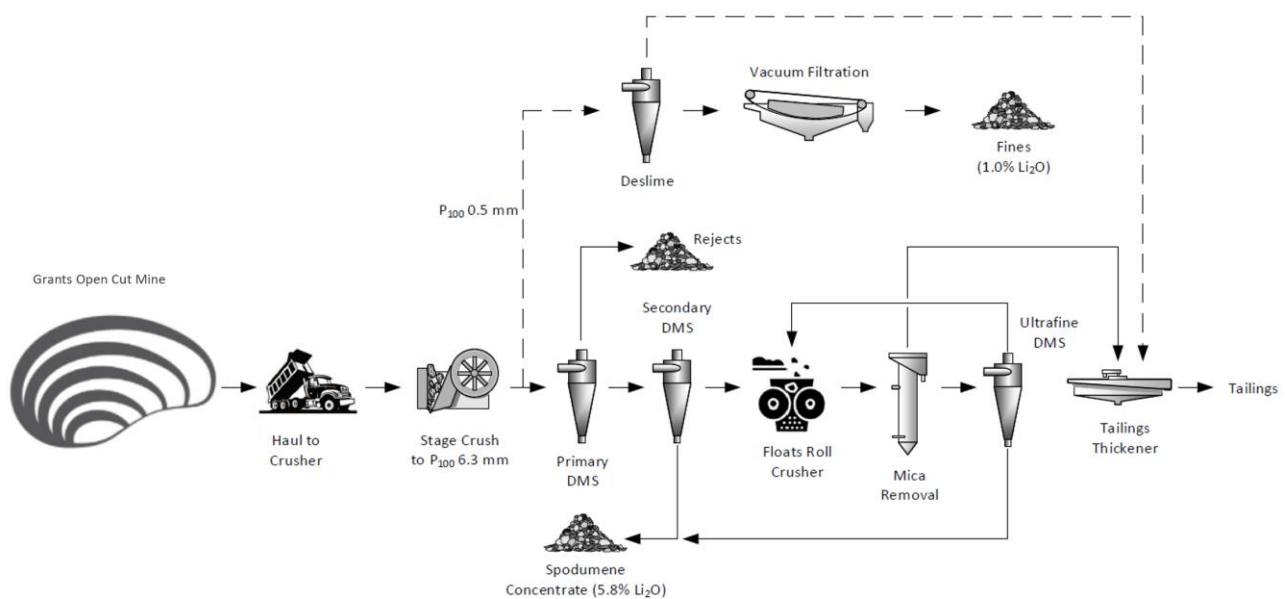 Vacuum Filtration
Deslime
Fines
(1.0% Li₂O)
P₁₀₀ 0.5 mm
Rejects
Grants Open Cut Mine
Secondary
DMS
Ultrafine
DMS
Haul to
Crusher
Stage Crush
to P₁₀₀ 6.3 mm
Primary
DMS
Floats Roll
Crusher
Mica
Removal
Tailings
Thickener
Tailings
Spodumene
Concentrate (5.8% Li₂O)